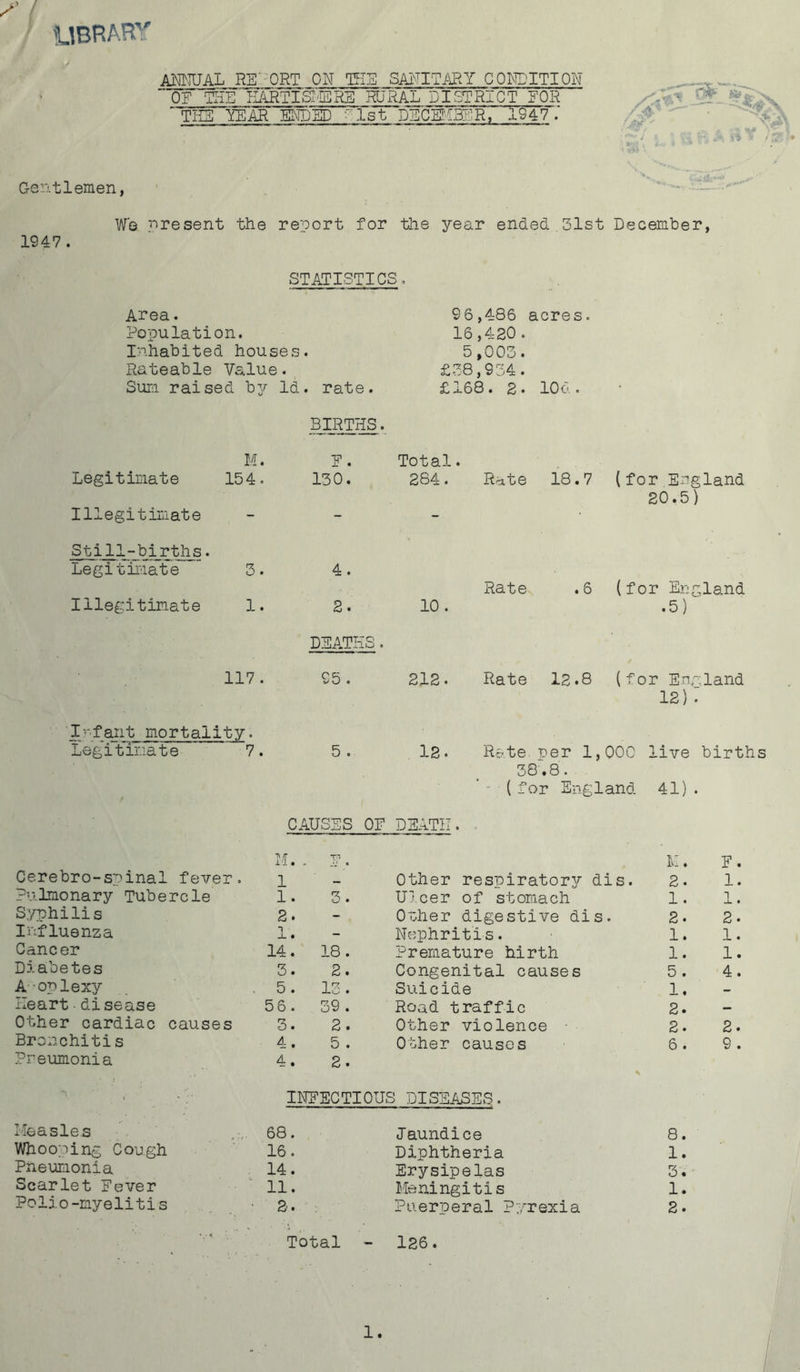 LIBRARY
ANNUAL RE ORT ON THE SANITARY CONDITION
OF THE HARTISMERE RURAL DISTRICT FOR
THE YEAR ENDED 1st DECEMBER, 1947.
Gentlemen,
We present the report for the year ended 31st December,
1947.
STATISTICS.
Area. 96,486 acres.
Population. 16,420.
Inhabited houses. 5,003.
Rateable Value. £38,934.
Sum raised by 1d. rate. £168. 2. 10d.
BIRTHS.
M. F. Total.
Legitimate 154. 130. 284. Rate 18.7 (for England
20.5)
Illegitimate - - -
Still-births.
Legitimate 3. 4.
Rate .6 (for England
Illegitimate 1. 2. 10. .5)
DEATHS.
117. 95. 212. Rate 12.8 (for England
12).
Infant mortality.
Legitimate 7. 5. 12. Rate per 1,000 live births
38.8.
- (for England 41).
CAUSES OF DEATH.
M. F. M. F.
Cerebro-spinal fever. 1 - Other respiratory dis. 2. 1.
Pulmonary Tubercle 1. 3. Ulcer of stomach 1. 1.
Syphilis 2. - Other digestive dis. 2. 2.
Influenza 1. - Nephritis. 1. 1.
Cancer 14. 18. Premature birth 1. 1.
Diabetes 3. 2. Congenital causes 5. 4.
A oplexy 5. 13. Suicide 1. -
Heart disease 56. 39. Road traffic 2. -
Other cardiac causes 3. 2. Other violence 2. 2.
Bronchitis 4. 5. Other causes 6. 9.
Pneumonia 4. 2.
INFECTIOUS DISEASES.
Measles 68. Jaundice 8.
Whooping Cough 16. Diphtheria 1.
Pneumonia 14. Erysipelas 3.
Scarlet Fever 11. Meningitis 1.
Polio-myelitis 2. Puerperal Pyrexia 2.
Total - 126.
1.